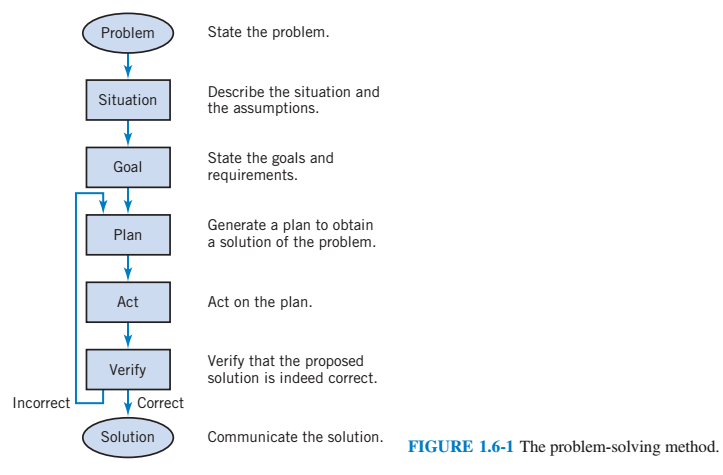 Problem
State the problem.
Situation
Describe the situation and
the assumptions.
Goal
State the goals and
requirements.
Plan
Generate a plan to obtain
a solution of the problem.
Act
Act on the plan.
Verify
Verify that the proposed
solution is indeed correct.
Incorrect
Correct
Solution
Communicate the solution.
FIGURE 1.6-1 The problem-solving method.